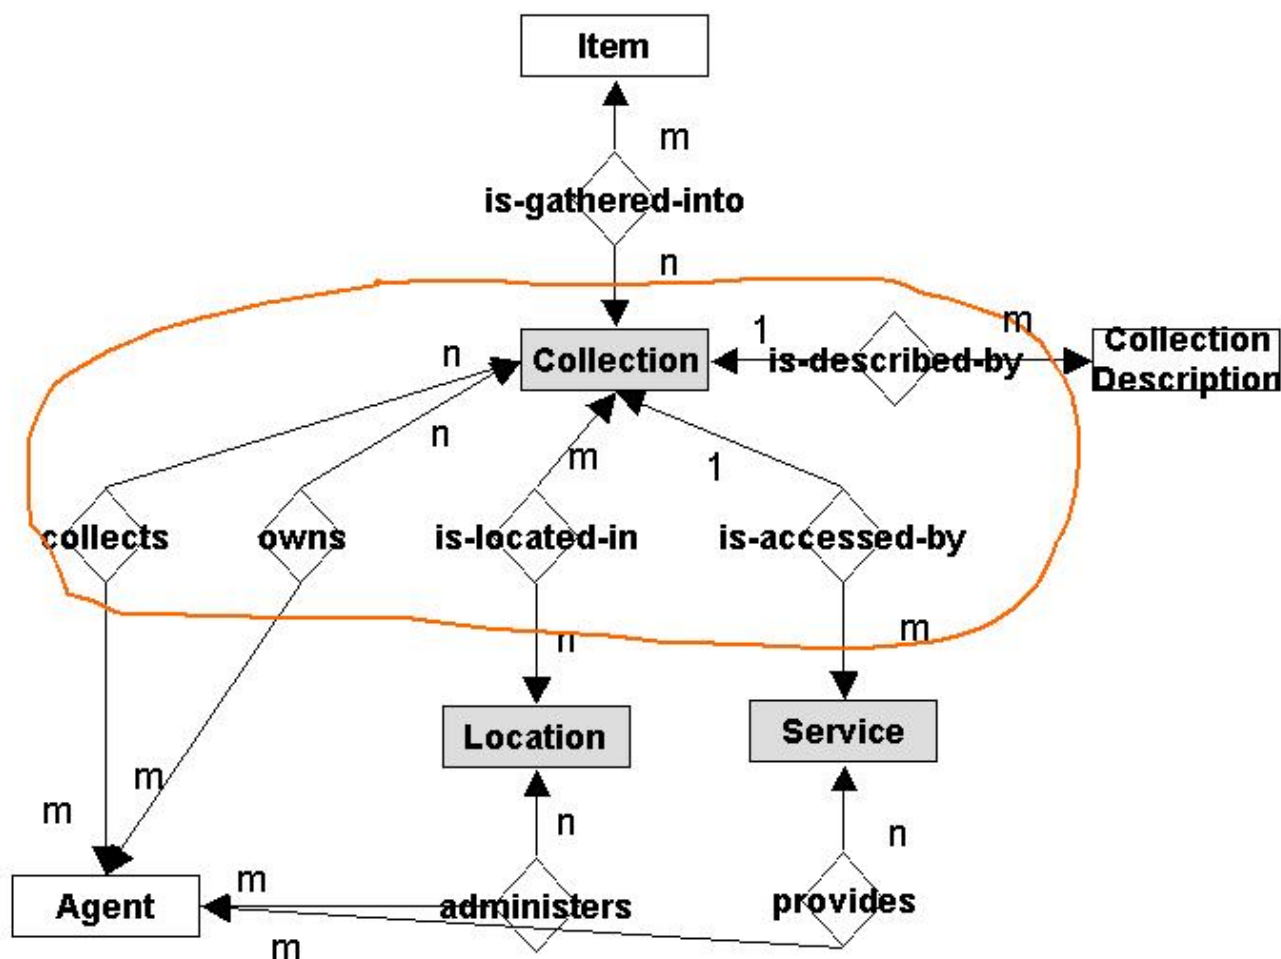 Item
m
is-gathered-into
n
1
m
n
Collection
is-described-by
Collection
Description
n
m
1
collects
owns
is-located-in
is-accessed-by
n
m
Location
Service
m
m
n
n
m
Agent
administers
provides
m